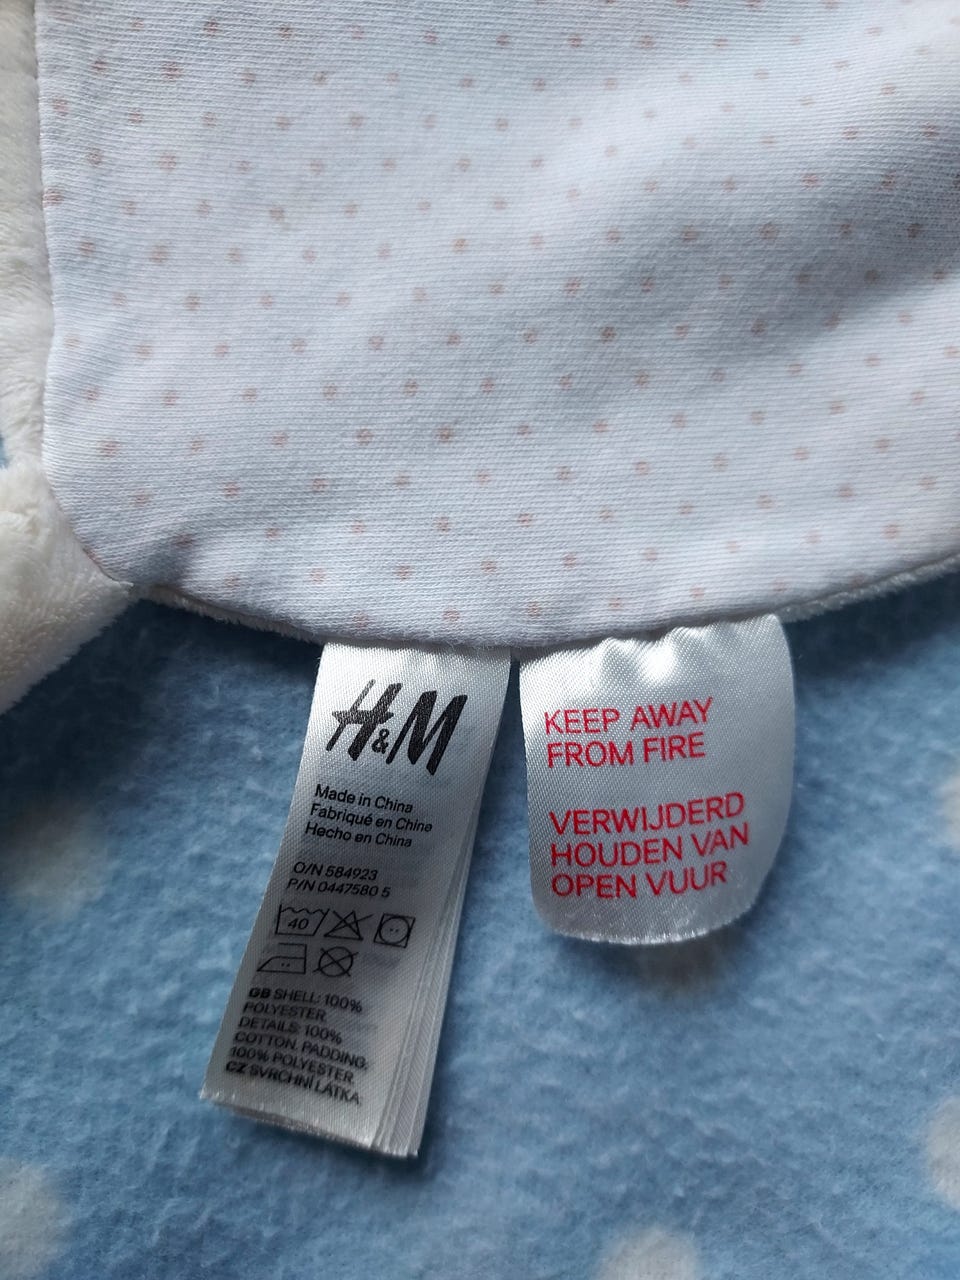 H&M
Made in China
Fabriqué en Chine
Hecho en China
O/N 584923
P/N 0447580 5
40
GB SHELL: 100%
POLYESTER.
DETAILS: 100%
COTTON. PADDING:
100% POLYESTER.
CZ SVRCHNÍ LÁTKA:
KEEP AWAY
FROM FIRE
VERWIJDERD
HOUDEN VAN
OPEN VUUR